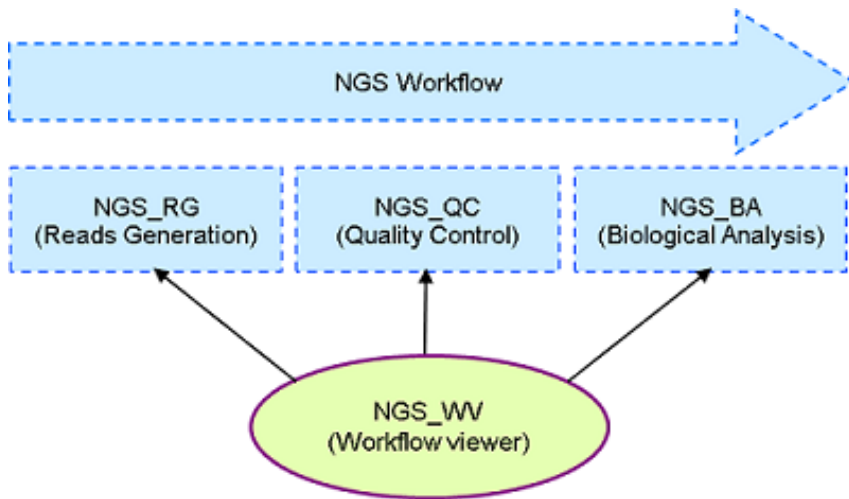 NGS Workflow
NGS_RG
(Reads Generation)
NGS_QC
(Quality Control)
NGS_BA
(Biological Analysis)
NGS_WV
(Workflow viewer)